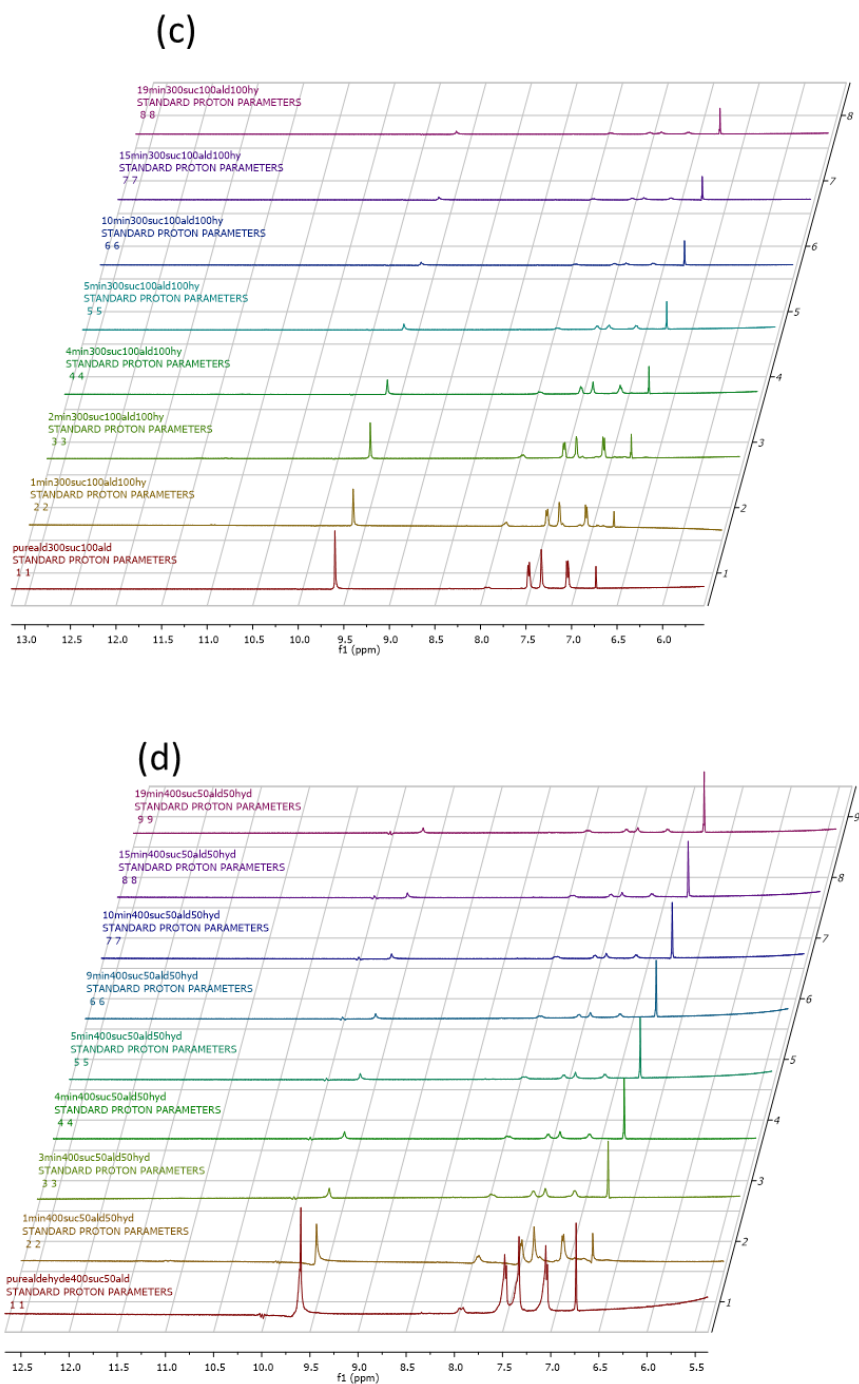 (c)
19min300suc100ald100hy
STANDARD PROTON PARAMETERS
8 8
8
15min300suc100ald100hy
STANDARD PROTON PARAMETERS
7 7
7
10min300suc100ald100hy
STANDARD PROTON PARAMETERS
6 6
6
5min300suc100ald100hy
STANDARD PROTON PARAMETERS
5 5
5
4min300suc100ald100hy
STANDARD PROTON PARAMETERS
4 4
4
2min300suc100ald100hy
STANDARD PROTON PARAMETERS
3 3
3
1min300suc100ald100hy
STANDARD PROTON PARAMETERS
2 2
2
pureald300suc100ald
STANDARD PROTON PARAMETERS
1 1
1
13.0 12.5 12.0 11.5 11.0 10.5 10.0 9.5 9.0 8.5 8.0 7.5 7.0 6.5 6.0
f1 (ppm)
(d)
19min400suc50ald50hyd
STANDARD PROTON PARAMETERS
9 9
9
15min400suc50ald50hyd
STANDARD PROTON PARAMETERS
8 8
8
10min400suc50ald50hyd
STANDARD PROTON PARAMETERS
7 7
7
9min400suc50ald50hyd
STANDARD PROTON PARAMETERS
6 6
6
5min400suc50ald50hyd
STANDARD PROTON PARAMETERS
5 5
5
4min400suc50ald50hyd
STANDARD PROTON PARAMETERS
4 4
4
3min400suc50ald50hyd
STANDARD PROTON PARAMETERS
3 3
3
1min400suc50ald50hyd
STANDARD PROTON PARAMETERS
2 2
2
purealdehyde400suc50ald
STANDARD PROTON PARAMETERS
1 1
1
12.5 12.0 11.5 11.0 10.5 10.0 9.5 9.0 8.5 8.0 7.5 7.0 6.5 6.0 5.5
f1 (ppm)